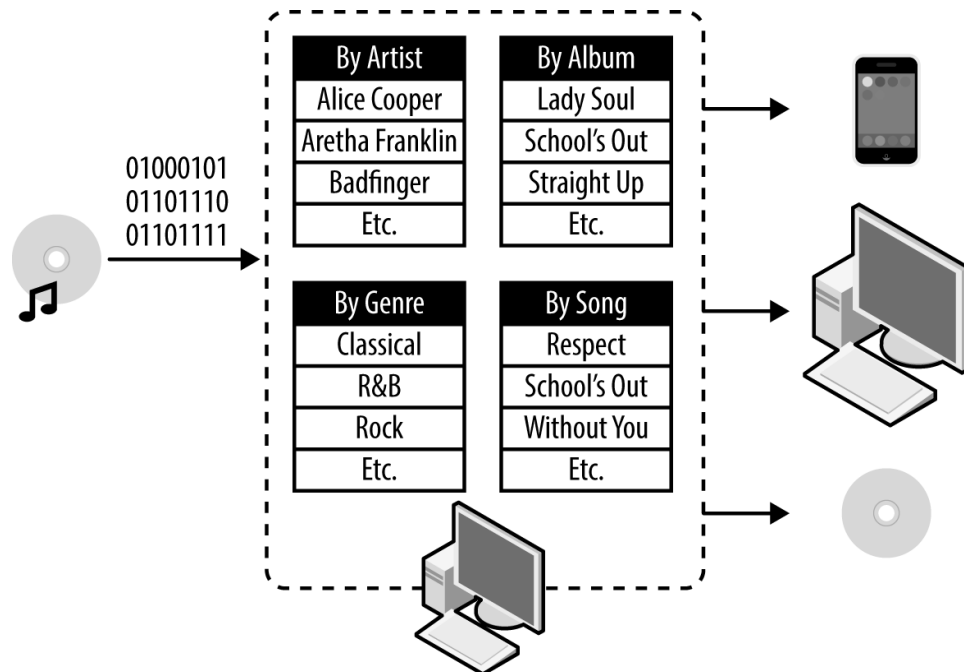 01000101
01101110
01101111
By Artist
Alice Cooper
Aretha Franklin
Badfinger
Etc.
By Album
Lady Soul
School's Out
Straight Up
Etc.
By Genre
Classical
R&B
Rock
Etc.
By Song
Respect
School's Out
Without You
Etc.